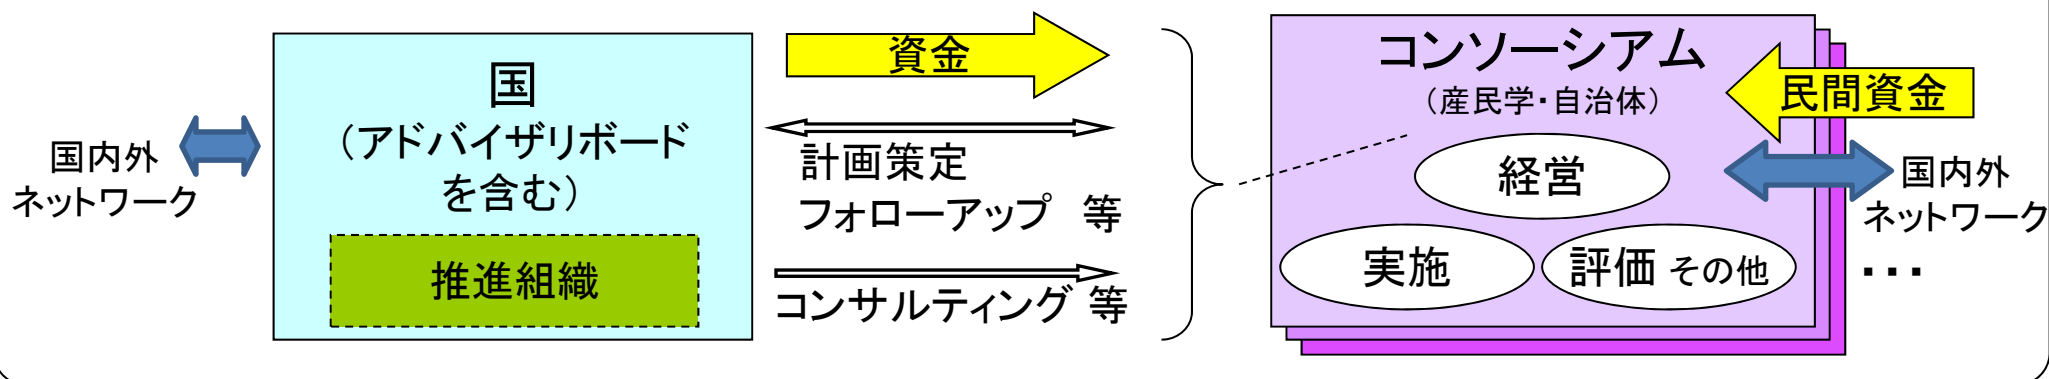 国内外
ネットワーク
国
（アドバイザリボード
を含む）
推進組織
資金
計画策定
フォローアップ　等
コンサルティング 等
コンソーシアム
（産民学・自治体）
経営
実施
評価 その他
民間資金
国内外
ネットワーク
・・・